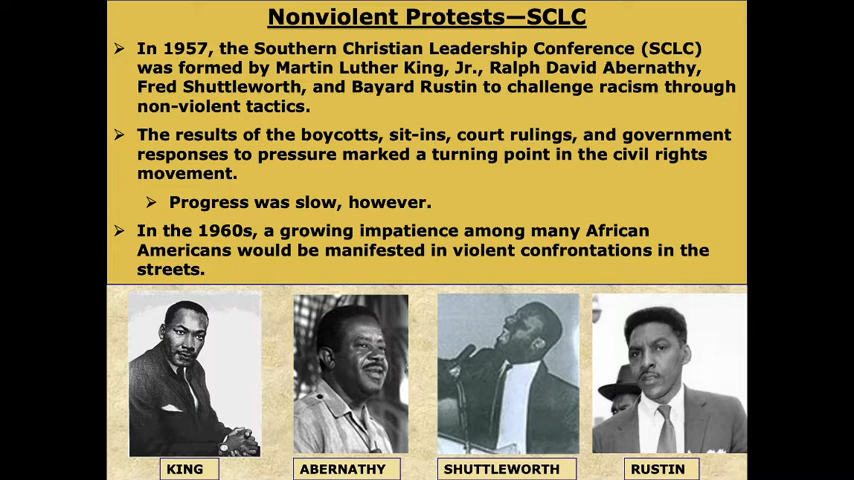 Nonviolent Protests—SCLC
➢ In 1957, the Southern Christian Leadership Conference (SCLC)
was formed by Martin Luther King, Jr., Ralph David Abernathy,
Fred Shuttleworth, and Bayard Rustin to challenge racism through
non-violent tactics.
➢ The results of the boycotts, sit-ins, court rulings, and government
responses to pressure marked a turning point in the civil rights
movement.
➢ Progress was slow, however.
➢ In the 1960s, a growing impatience among many African
Americans would be manifested in violent confrontations in the
streets.
KING
ABERNATHY
SHUTTLEWORTH
RUSTIN